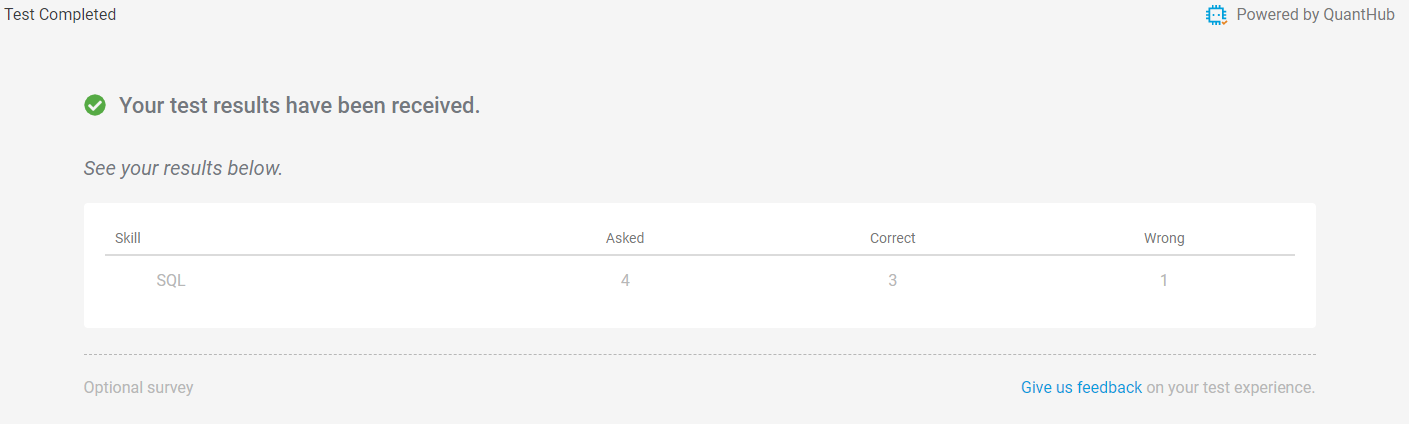 Test Completed
Powered by QuantHub
Your test results have been received.
See your results below.
Skill Asked Correct Wrong
SQL 4 3 1
Optional survey
Give us feedback on your test experience.